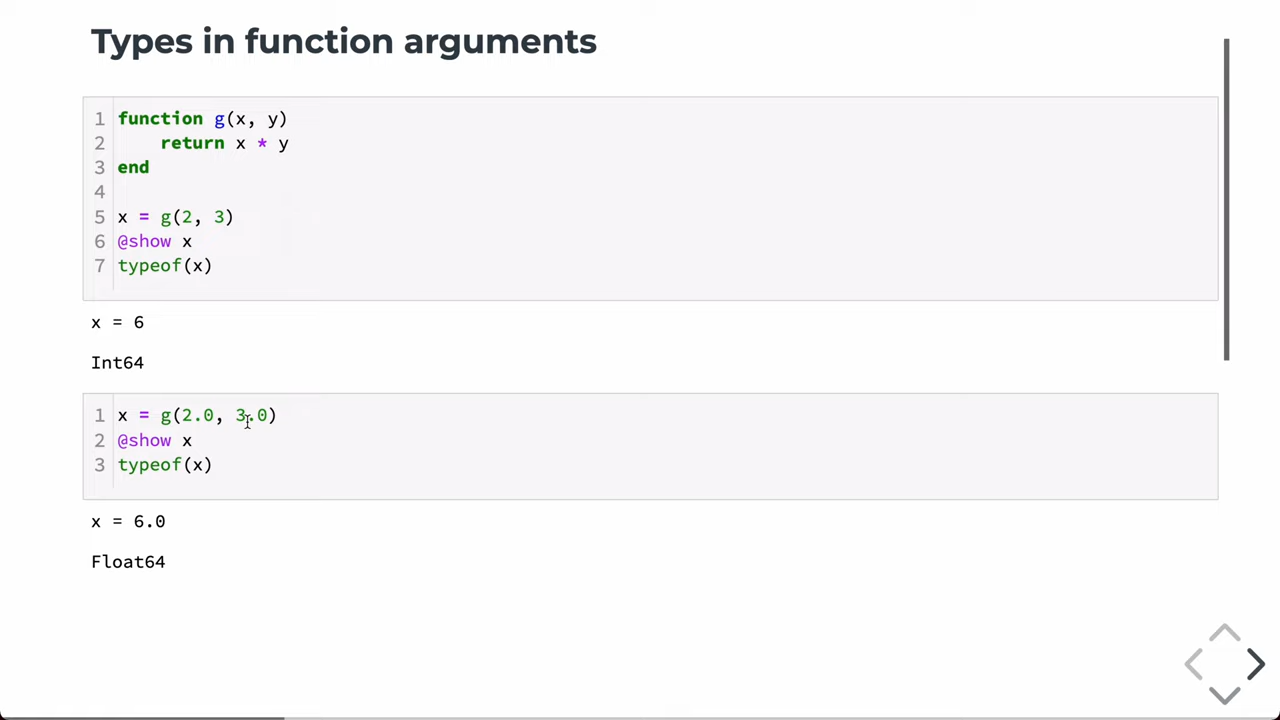 Types in function arguments
1 function g(x, y)
2     return x * y
3 end
4
5 x = g(2, 3)
6 @show x
7 typeof(x)
x = 6
Int64
1 x = g(2.0, 3.0)
2 @show x
3 typeof(x)
x = 6.0
Float64